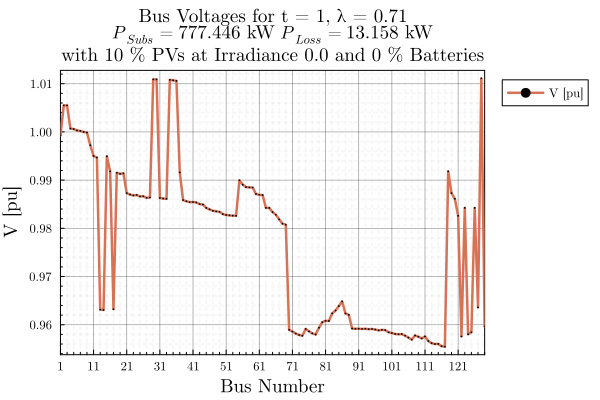 Bus Voltages for t = 1, λ = 0.71
P_Subs = 777.446 kW P_Loss = 13.158 kW
with 10 % PVs at Irradiance 0.0 and 0 % Batteries
V [pu]
1.01
1.00
0.99
0.98
0.97
0.96
V [pu]
1 11 21 31 41 51 61 71 81 91 101 111 121
Bus Number